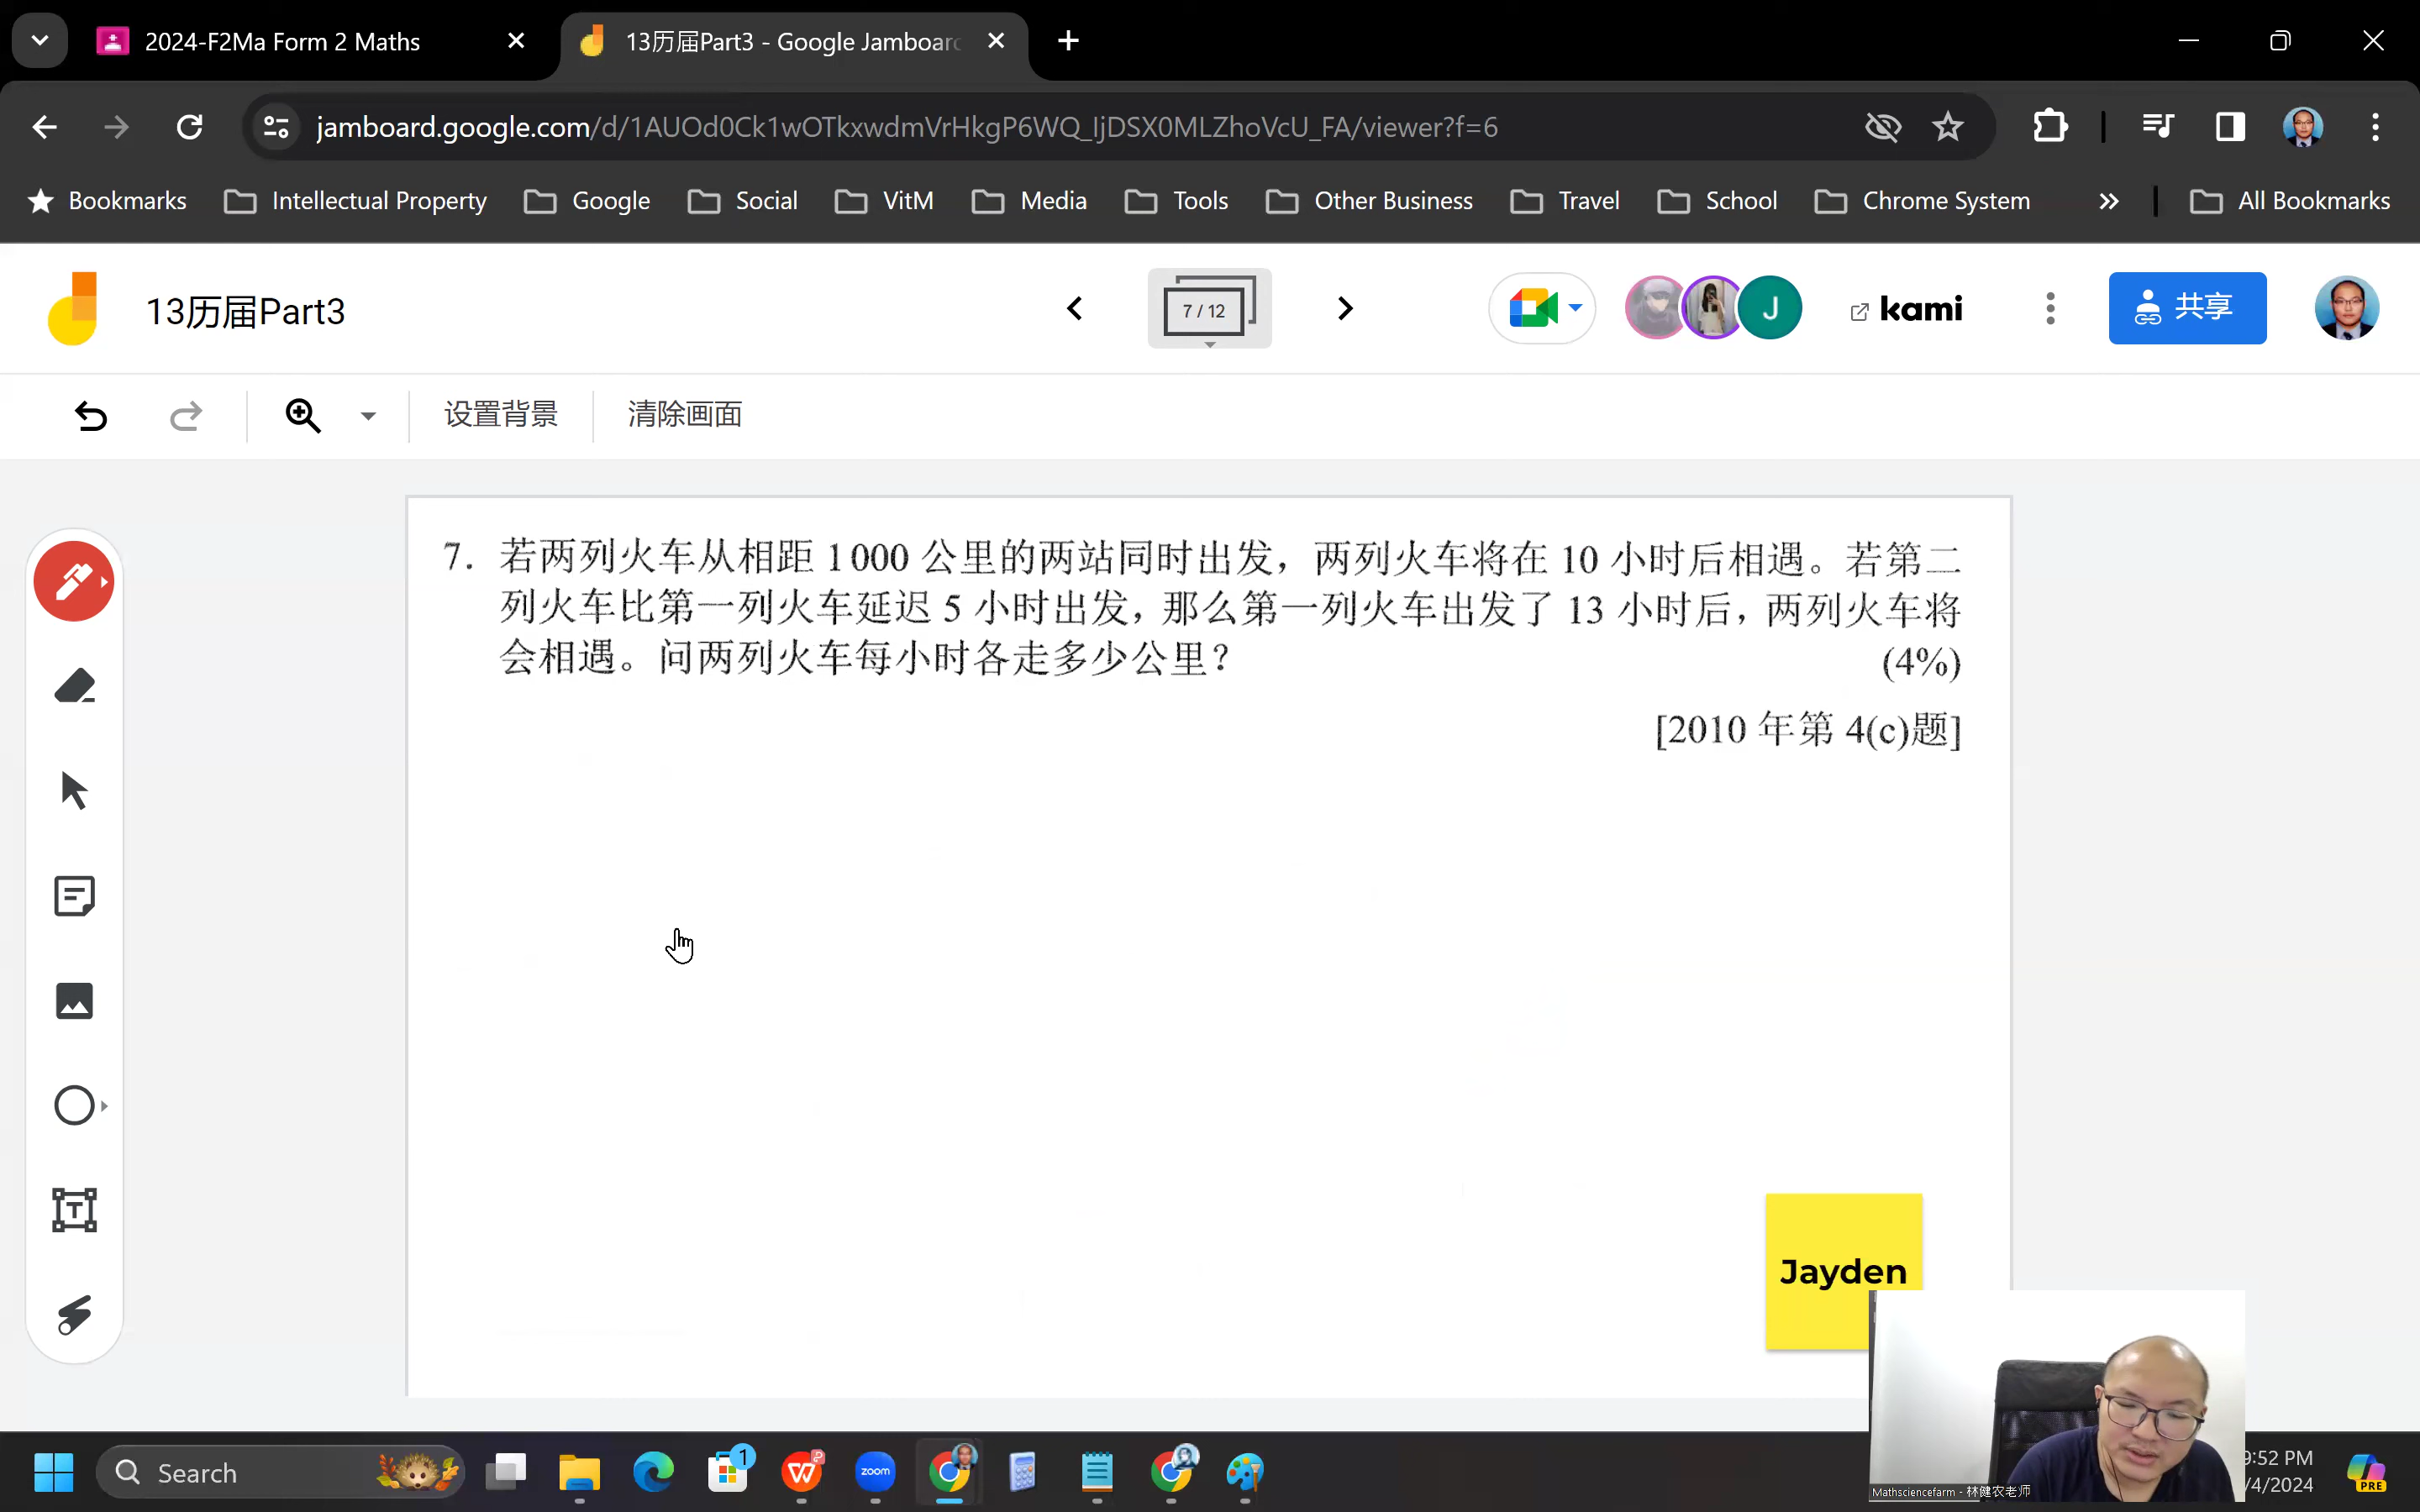 2024-F2Ma Form 2 Maths
13历届Part3 - Google Jamboard
jamboard.google.com/d/1AUOd0Ck1wOTkxwdmVrHkgP6WQ_IjDSX0MLZhoVcU_FA/viewer?f=6
Bookmarks
Intellectual Property
Google
Social
VitM
Media
Tools
Other Business
Travel
School
Chrome System
All Bookmarks
13历届Part3
7 / 12
J
kami
共享
设置背景
清除画面
7. 若两列火车从相距 1 000 公里的两站同时出发，两列火车将在 10 小时后相遇。若第二
列火车比第一列火车延迟 5 小时出发，那么第一列火车出发了 13 小时后，两列火车将
会相遇。问两列火车每小时各走多少公里？ (4%)
[2010 年第 4(c)题]
Jayden
Mathsciencefarm - 林健农老师
Search
1
zoom
9:52 PM
/4/2024
PRE